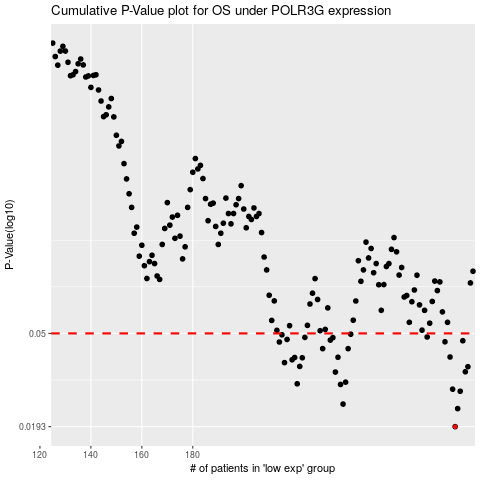 Cumulative P-Value plot for OS under POLR3G expression
P-Value(log10)
0.05
0.0193
120 140 160 180
# of patients in 'low exp' group